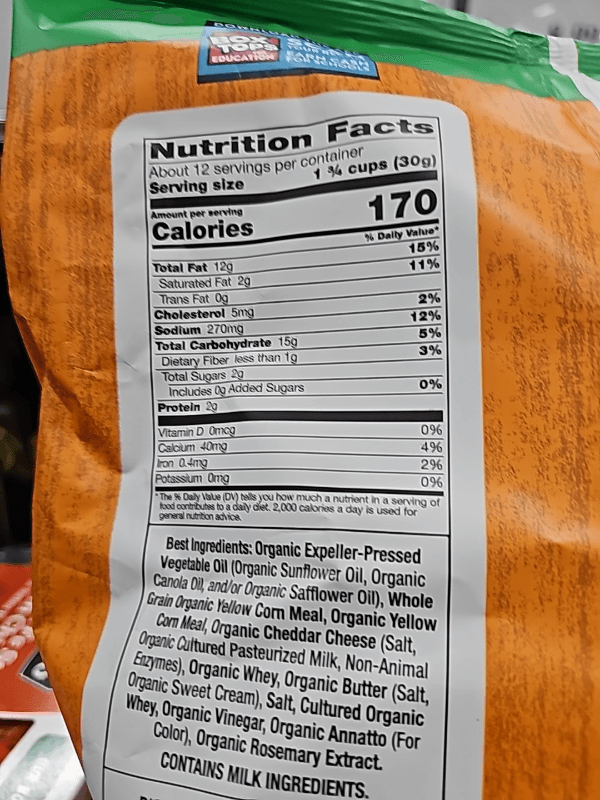 BOX
TOPS
EDUCATION
EARN CASH
FOR SCHOOLS
Nutrition Facts
About 12 servings per container
Serving size 1 ¾ cups (30g)
Amount per serving
Calories 170
% Daily Value*
Total Fat 12g 15%
Saturated Fat 2g 11%
Trans Fat 0g
Cholesterol 5mg 2%
Sodium 270mg 12%
Total Carbohydrate 15g 5%
Dietary Fiber less than 1g 3%
Total Sugars 2g
Includes 0g Added Sugars 0%
Protein 2g
Vitamin D 0mcg 0%
Calcium 40mg 4%
Iron 0.4mg 2%
Potassium 0mg 0%
* The % Daily Value (DV) tells you how much a nutrient in a serving of
food contributes to a daily diet. 2,000 calories a day is used for
general nutrition advice.
Best Ingredients: Organic Expeller-Pressed
Vegetable Oil (Organic Sunflower Oil, Organic
Canola Oil, and/or Organic Safflower Oil), Whole
Grain Organic Yellow Corn Meal, Organic Yellow
Corn Meal, Organic Cheddar Cheese (Salt,
Organic Cultured Pasteurized Milk, Non-Animal
Enzymes), Organic Whey, Organic Butter (Salt,
Organic Sweet Cream), Salt, Cultured Organic
Whey, Organic Vinegar, Organic Annatto (For
Color), Organic Rosemary Extract.
CONTAINS MILK INGREDIENTS.